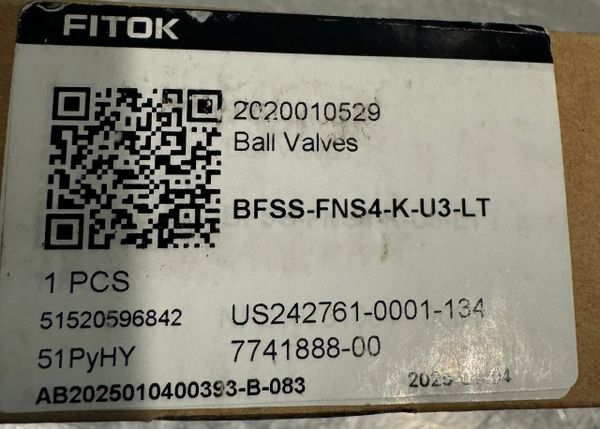 FITOK
2020010529
Ball Valves
BFSS-FNS4-K-U3-LT
1 PCS
51520596842 US242761-0001-134
51PyHY 7741888-00
AB2025010400393-B-083